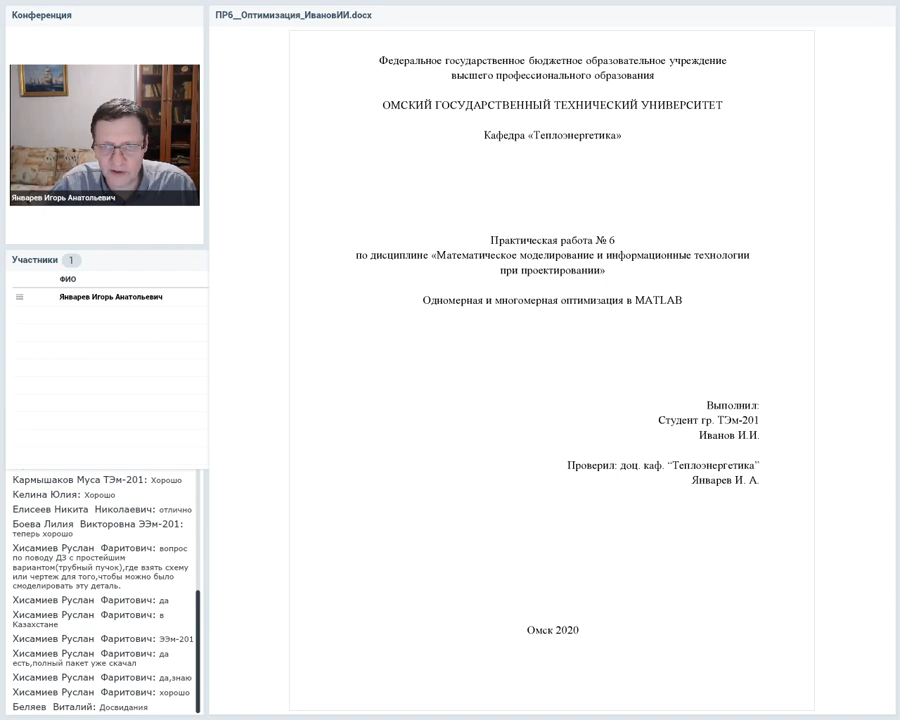 Конференция
Январев Игорь Анатольевич
Участники 1
ФИО
Январев Игорь Анатольевич
Кармышаков Муса ТЭм-201: Хорошо
Келина Юлия: Хорошо
Елисеев Никита Николаевич: отлично
Боева Лилия Викторовна ЭЭм-201:
теперь хорошо
Хисамиев Руслан Фаритович: вопрос
по поводу ДЗ с простейшим
вариантом(трубный пучок),где взять схему
или чертеж для того,чтобы можно было
смоделировать эту деталь.
Хисамиев Руслан Фаритович: да
Хисамиев Руслан Фаритович: в
Казахстане
Хисамиев Руслан Фаритович: ЭЭм-201
Хисамиев Руслан Фаритович: да
есть,полный пакет уже скачал
Хисамиев Руслан Фаритович: да,знаю
Хисамиев Руслан Фаритович: хорошо
Беляев Виталий: Досвидания
ПР6__Оптимизация_ИвановИИ.docx
Федеральное государственное бюджетное образовательное учреждение
высшего профессионального образования
ОМСКИЙ ГОСУДАРСТВЕННЫЙ ТЕХНИЧЕСКИЙ УНИВЕРСИТЕТ
Кафедра «Теплоэнергетика»
Практическая работа № 6
по дисциплине «Математическое моделирование и информационные технологии
при проектировании»
Одномерная и многомерная оптимизация в MATLAB
Выполнил:
Студент гр. ТЭм-201
Иванов И.И.
Проверил: доц. каф. “Теплоэнергетика”
Январев И. А.
Омск 2020